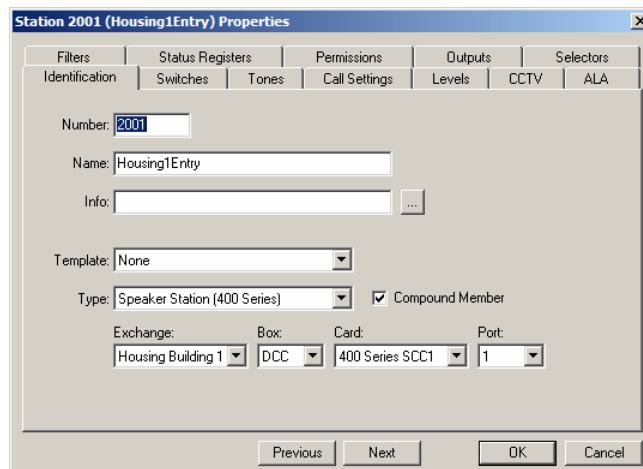 Station 2001 (Housing1Entry) Properties
Filters Status Registers Permissions Outputs Selectors
Identification Switches Tones Call Settings Levels CCTV ALA
Number: 2001
Name: Housing1Entry
Info: ...
Template: None
Type: Speaker Station (400 Series) Compound Member
Exchange: Box: Card: Port:
Housing Building 1 DCC 400 Series SCC1 1
Previous Next OK Cancel